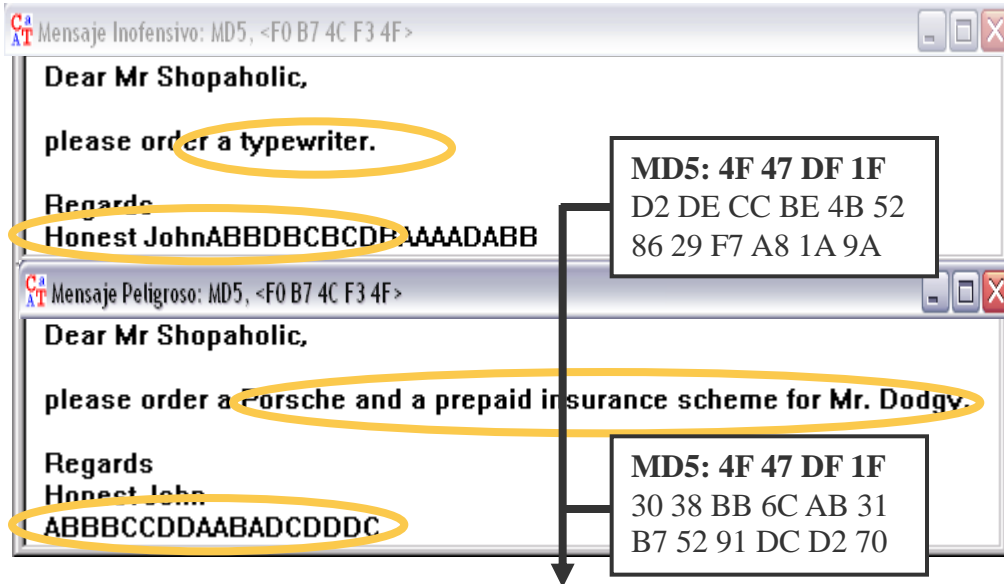 Mensaje Inofensivo: MD5, <F0 B7 4C F3 4F>
Dear Mr Shopaholic,
please order a typewriter.
Regards
Honest JohnABBDBCBCDBAAAADABB
MD5: 4F 47 DF 1F
D2 DE CC BE 4B 52
86 29 F7 A8 1A 9A
Mensaje Peligroso: MD5, <F0 B7 4C F3 4F>
Dear Mr Shopaholic,
please order a Porsche and a prepaid insurance scheme for Mr. Dodgy.
Regards
Honest John
ABBBCCDDAABADCDDDC
MD5: 4F 47 DF 1F
30 38 BB 6C AB 31
B7 52 91 DC D2 70